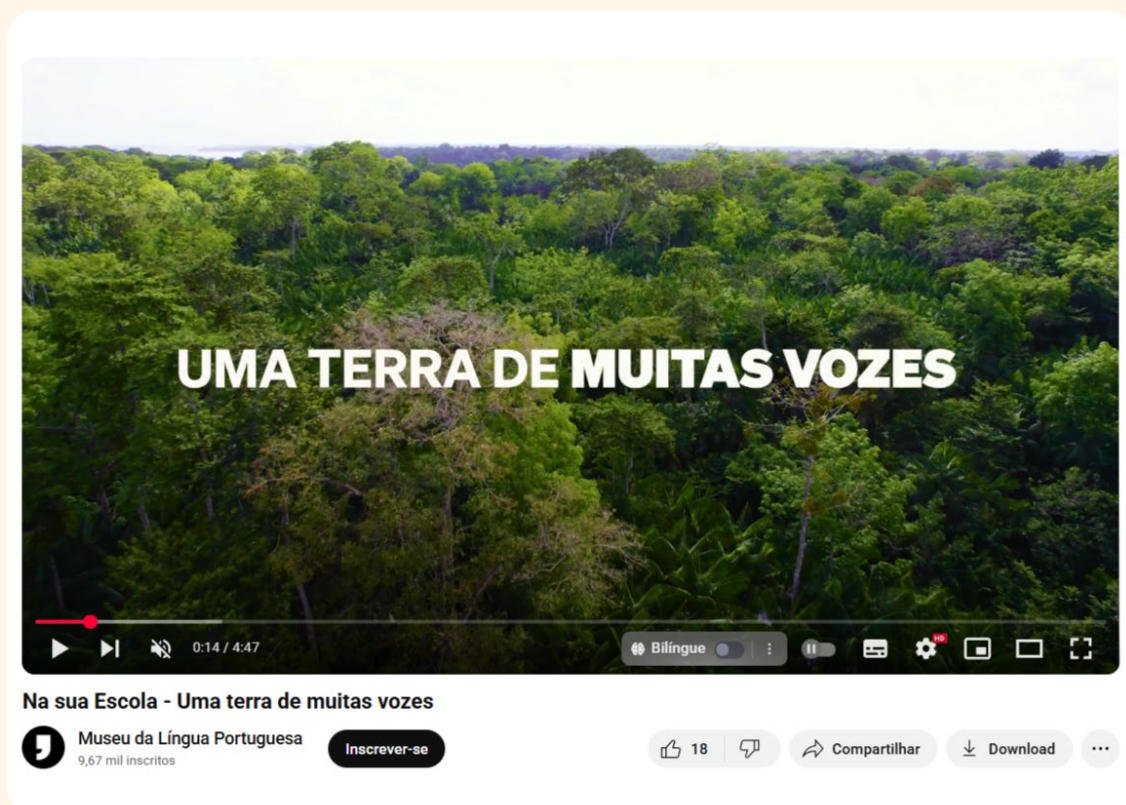 UMA TERRA DE MUITAS VOZES
0:14 / 4:47
Bilíngue
HD
Na sua Escola - Uma terra de muitas vozes
Museu da Língua Portuguesa
9,67 mil inscritos
Inscrever-se
18
Compartilhar
Download